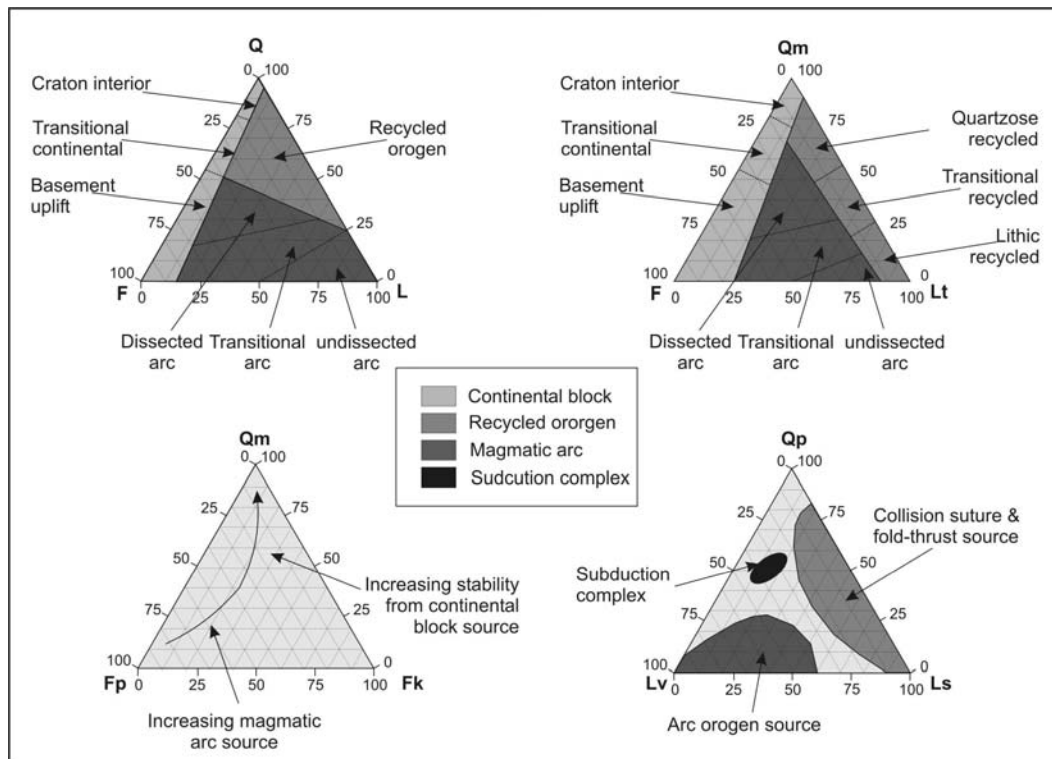 Q
0 100
Craton interior
25
75
Transitional
continental
Recycled
orogen
50
50
Basement
uplift
75
25
100
0
F
0
25
50
75
100
L
Dissected
arc
Transitional
arc
undissected
arc
Qm
0 100
Craton interior
25
75
Quartzose
recycled
Transitional
continental
50
50
Transitional
recycled
Basement
uplift
75
25
Lithic
recycled
100
0
F
0
25
50
75
100
Lt
Dissected
arc
Transitional
arc
undissected
arc
Continental block
Recycled ororgen
Magmatic arc
Sudcution complex
Qm
0 100
25
75
50
50
Increasing stability
from continental
block source
75
25
100
0
Fp
0
25
50
75
100
Fk
Increasing magmatic
arc source
Qp
0 100
25
75
Collision suture &
fold-thrust source
50
50
Subduction
complex
75
25
100
0
Lv
0
25
50
75
100
Ls
Arc orogen source